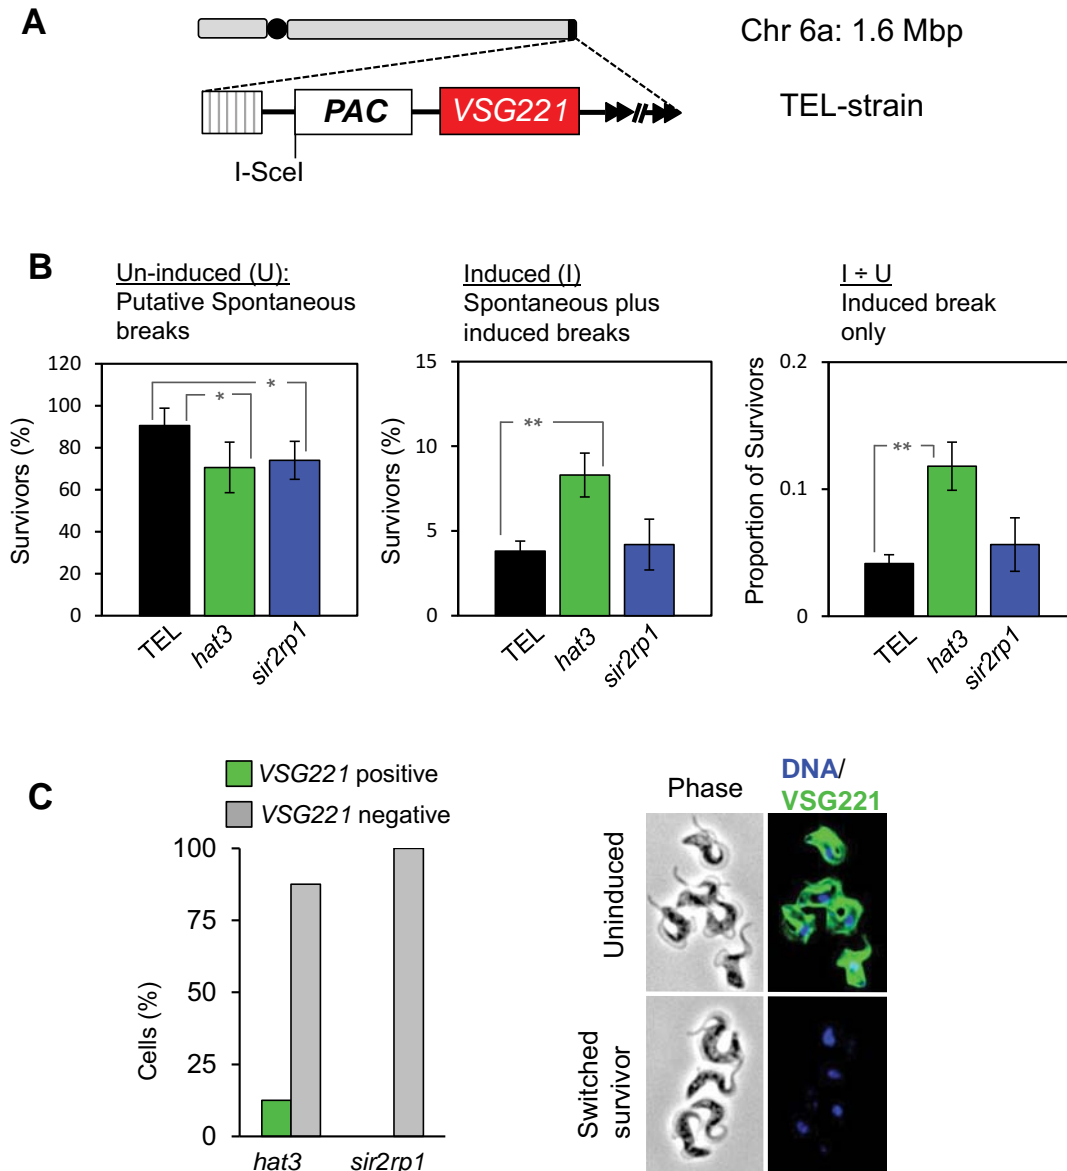 A
Chr 6a: 1.6 Mbp
PAC
VSG221
TEL-strain
I-SceI
B
Un-induced (U):
Putative Spontaneous
breaks
Survivors (%)
120
100
80
60
40
20
0
*
*
TEL
hat3
sir2rp1
Induced (I)
Spontaneous plus
induced breaks
Survivors (%)
15
10
5
0
**
TEL
hat3
sir2rp1
I ÷ U
Induced break
only
Proportion of Survivors
0.2
0.1
0
**
TEL
hat3
sir2rp1
C
VSG221 positive
VSG221 negative
Cells (%)
100
75
50
25
0
hat3
sir2rp1
Phase
DNA/
VSG221
Uninduced
Switched
survivor